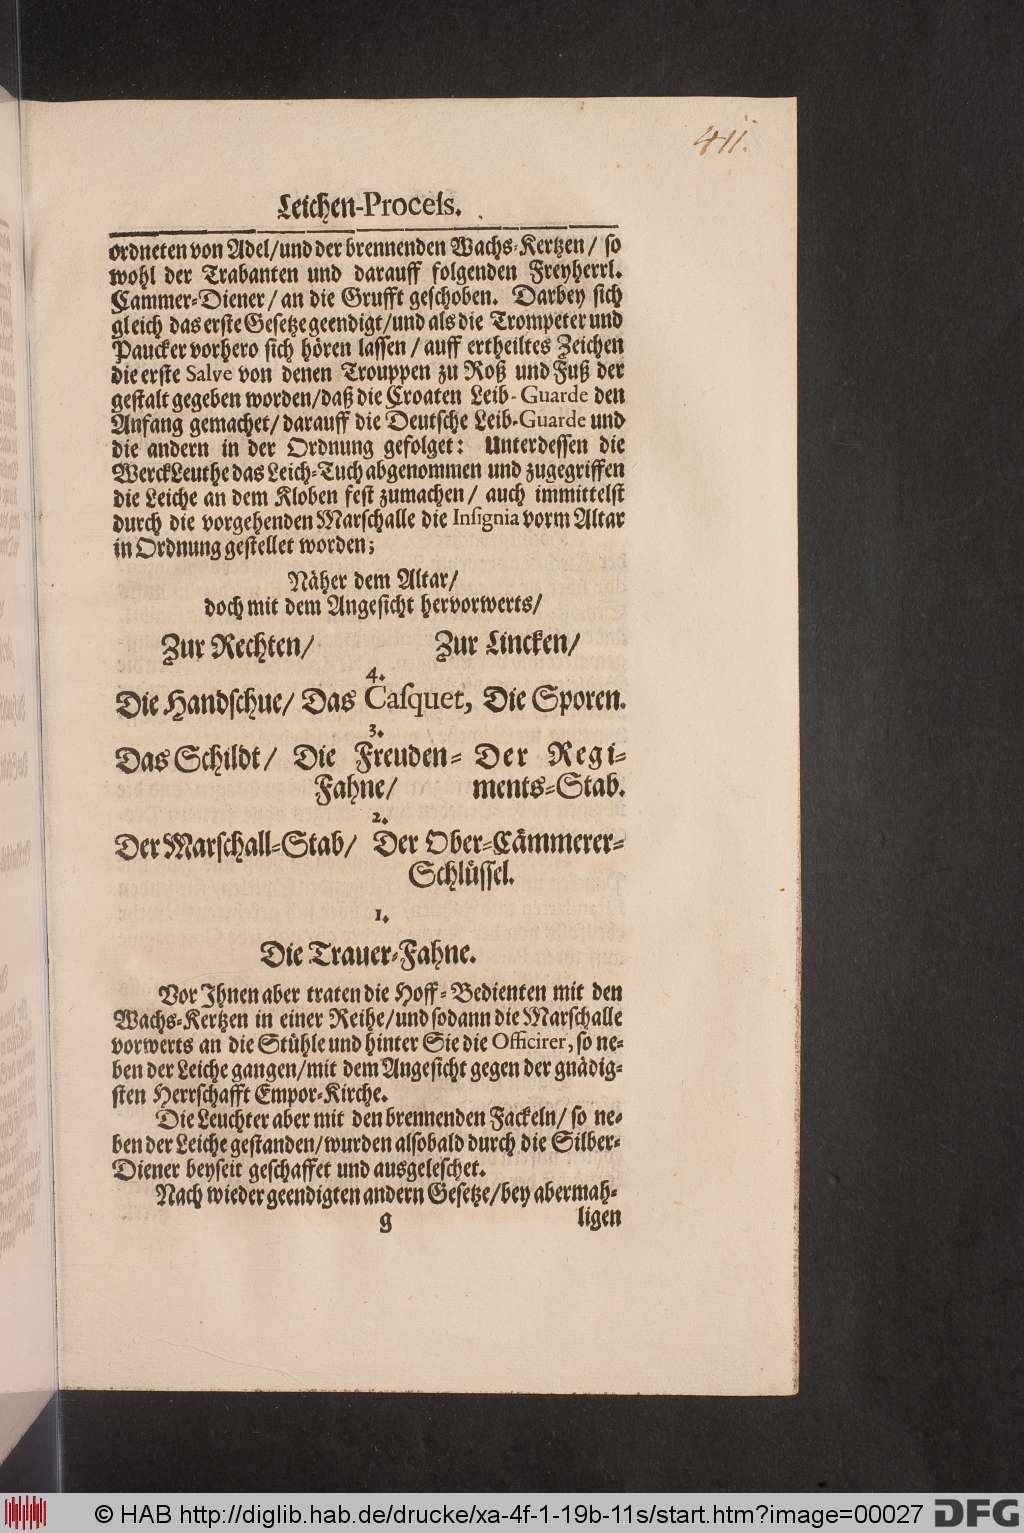 411.
Leichen-Proceſs.
ordneten von Adel/und der brennenden Wachs-Kertzen/ ſo
wohl der Trabanten und darauff folgenden Freyherrl.
Cammer-Diener/ an die Grufft geſchoben. Darbey ſich
gleich das erſte Geſetze geendigt/und als die Trompeter und
Paucker vorhero ſich hören laſſen/ auff ertheiltes Zeichen
die erſte Salve von denen Trouppen zu Roß und Fuß der
geſtalt gegeben worden/daß die Croaten Leib-Guarde den
Anfang gemachet/ darauff die Deutſche Leib-Guarde und
die andern in der Ordnung gefolget: Unterdeſſen die
WerckLeuthe das Leich-Tuch abgenommen und zugegriffen
die Leiche an dem Kloben feſt zumachen/ auch immittelſt
durch die vorgehenden Marſchalle die Inſignia vorm Altar
in Ordnung geſtellet worden;
Näher dem Altar/
doch mit dem Angeſicht hervorwerts/
Zur Rechten/ Zur Lincken/
4.
Die Handſchue/ Das Caſquet, Die Sporen.
3.
Das Schildt/ Die Freuden- Der Regi-
Fahne/ ments-Stab.
2.
Der Marſchall-Stab/ Der Ober-Cämmerer-
Schlüſſel.
1.
Die Trauer-Fahne.
Vor Ihnen aber traten die Hoff-Bedienten mit den
Wachs-Kertzen in einer Reihe/und ſodann die Marſchalle
vorwerts an die Stühle und hinter Sie die Officirer, ſo ne-
ben der Leiche gangen/mit dem Angeſicht gegen der gnädig-
ſten Herrſchafft Empor-Kirche.
Die Leuchter aber mit den brennenden Fackeln/ ſo ne-
ben der Leiche geſtanden/wurden alſobald durch die Silber-
Diener beyſeit geſchaffet und ausgeleſchet.
Nach wieder geendigten andern Geſetze/bey abermah-
g ligen
© HAB http://diglib.hab.de/drucke/xa-4f-1-19b-11s/start.htm?image=00027
DFG